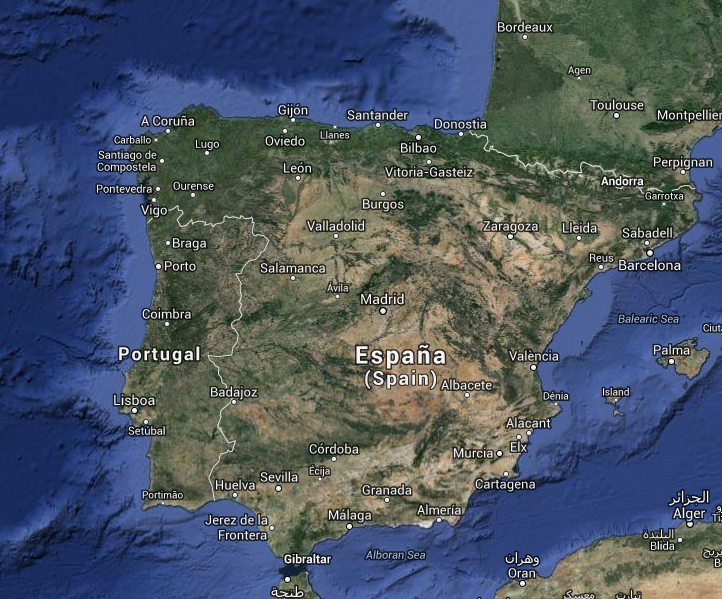 Bordeaux
Agen
Toulouse
Montpellier
A Coruña
Gijón
Santander
Donostia
Carballo
Lugo
Oviedo
Llanes
Bilbao
Santiago de
Compostela
León
Vitoria-Gasteiz
Perpignan
Andorra
Pontevedra
Ourense
Garrotxa
Vigo
Burgos
Valladolid
Zaragoza
Lleida
Sabadell
Braga
Porto
Salamanca
Reus
Barcelona
Ávila
Madrid
Coimbra
Balearic Sea
Ciut
Portugal
España
(Spain)
València
Palma
Albacete
Badajoz
Lisboa
Dénia
Island
Setúbal
Alacant
Elx
Córdoba
Murcia
Écija
Huelva
Sevilla
Cartagena
Portimão
Granada
Almería
Málaga
Jerez de la
Frontera
الجزائر
Alger
البليدة
Blida
Gibraltar
Alboran Sea
وهران
Oran
طنجة
معسكر
تيارت